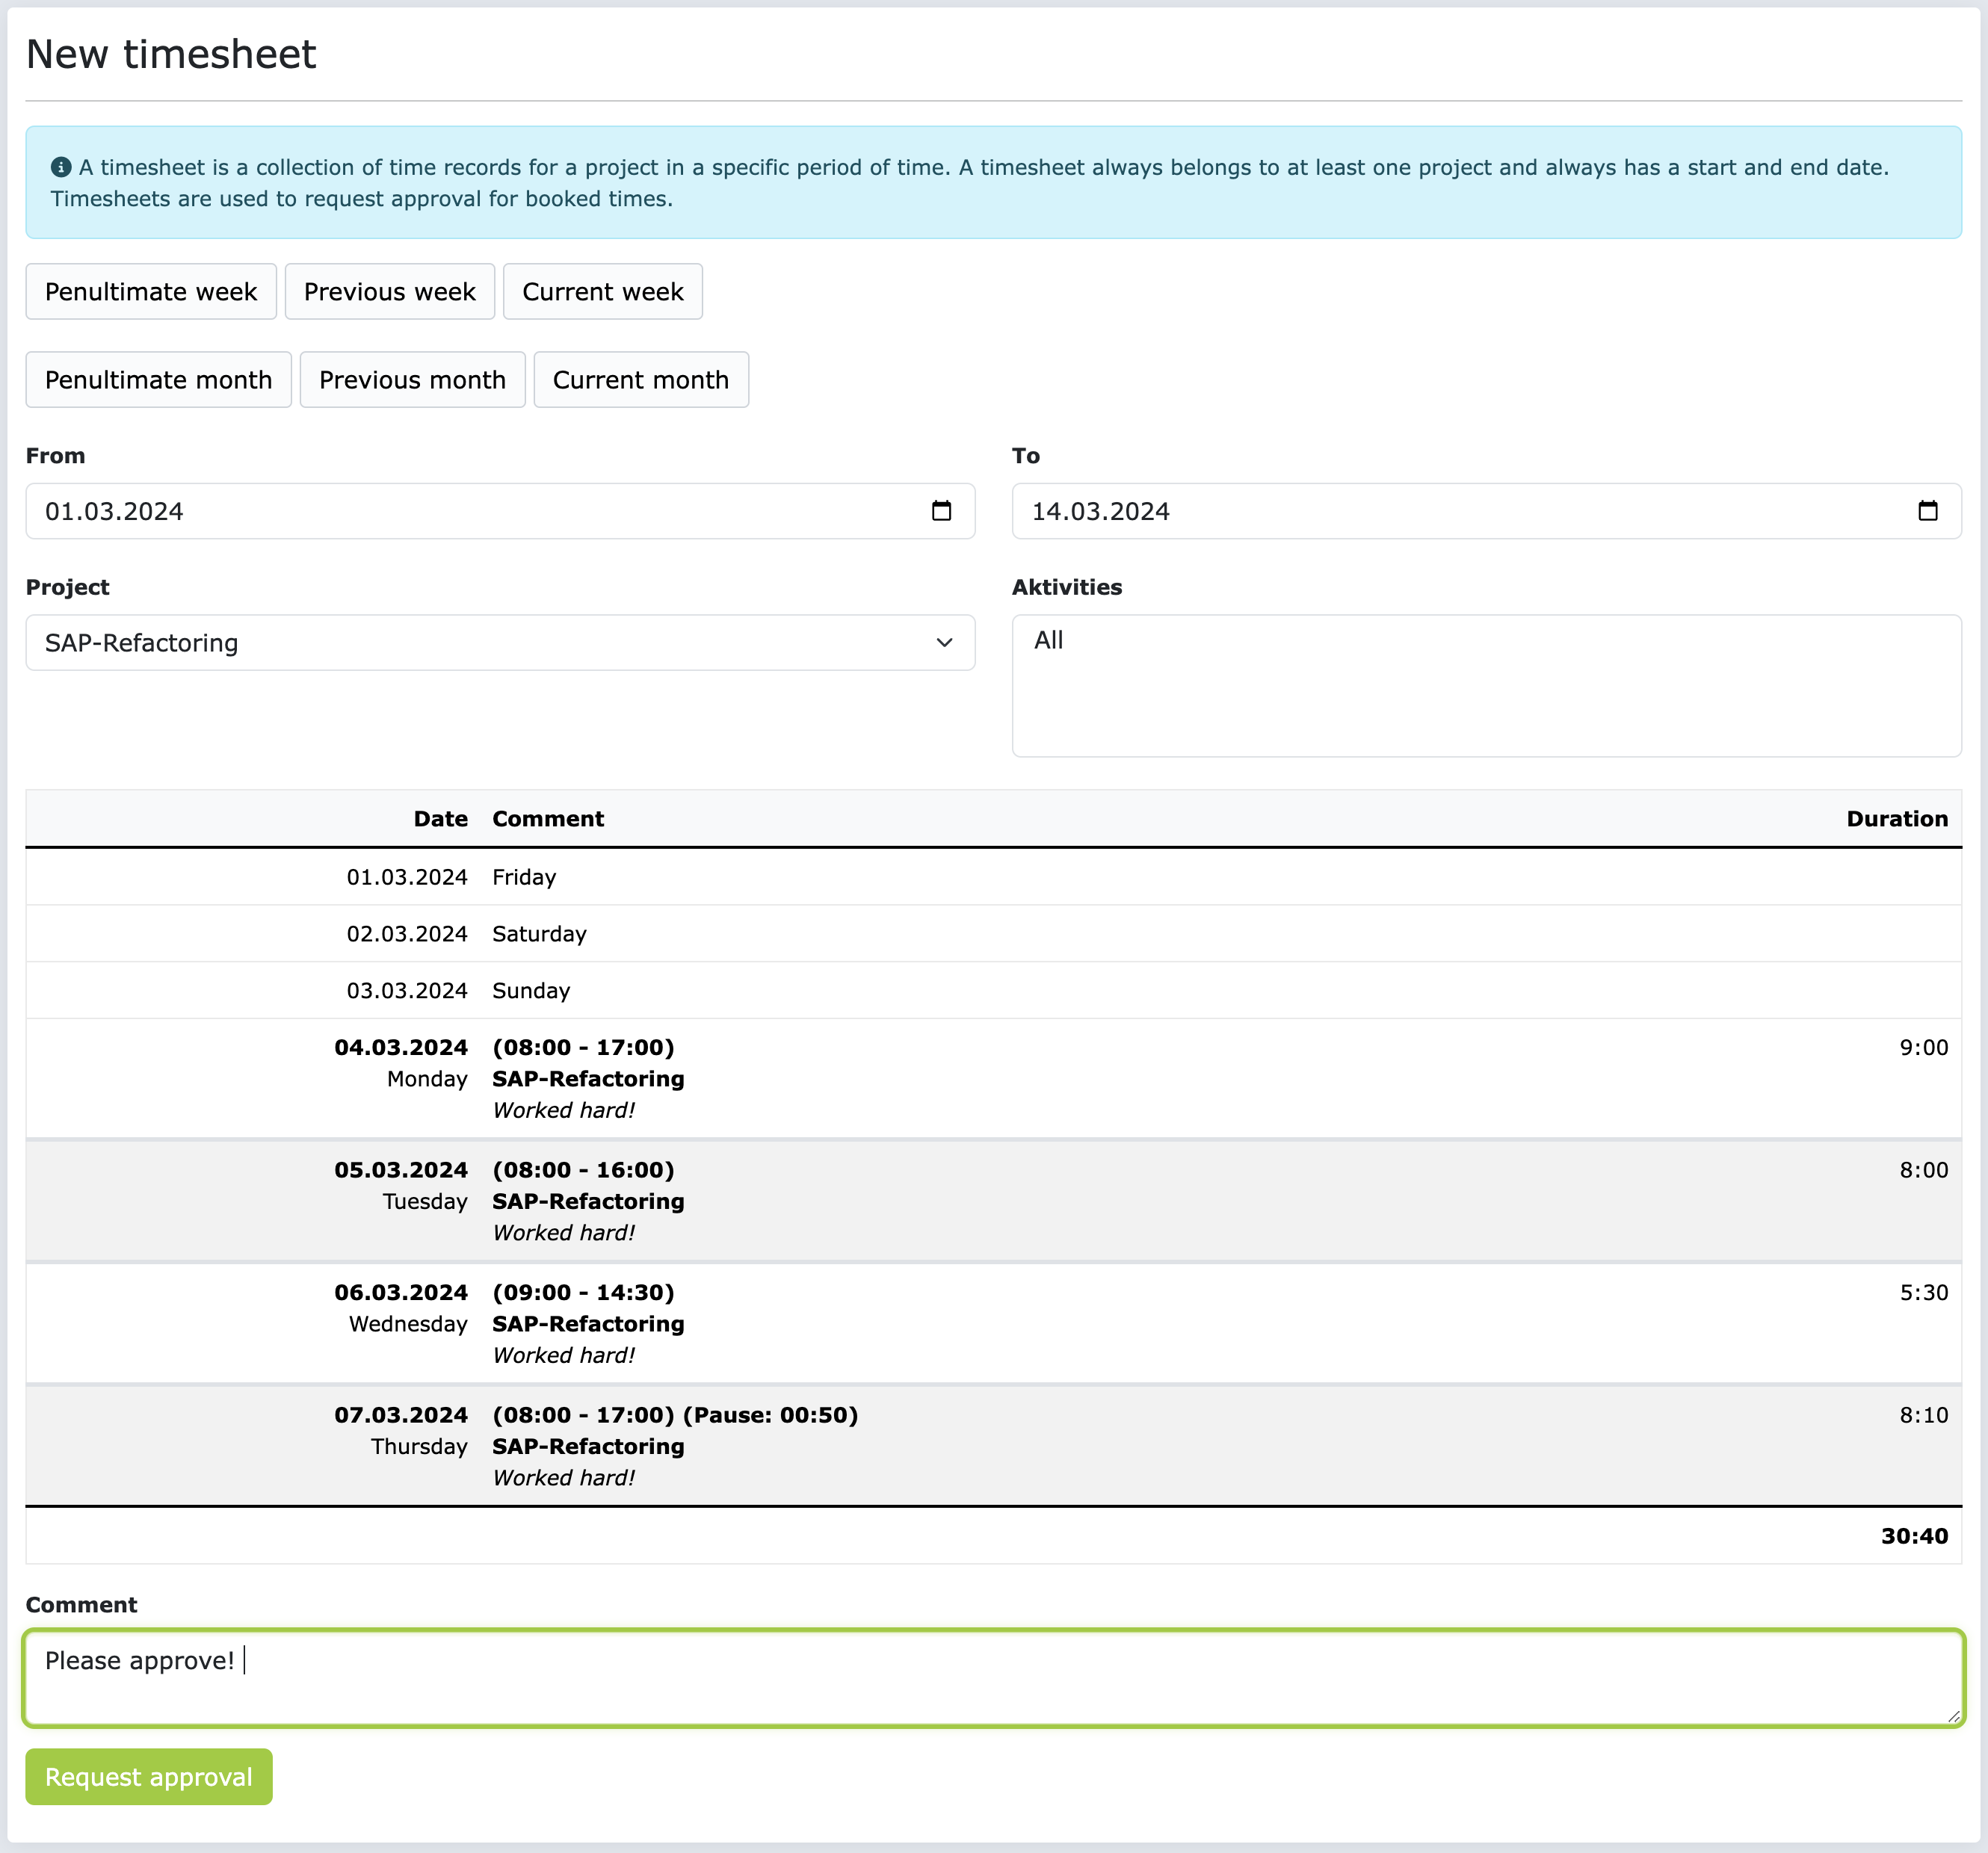 New timesheet
A timesheet is a collection of time records for a project in a specific period of time. A timesheet always belongs to at least one project and always has a start and end date.
Timesheets are used to request approval for booked times.
Penultimate week Previous week Current week
Penultimate month Previous month Current month
From To
01.03.2024 14.03.2024
Project Aktivities
SAP-Refactoring All
Date Comment Duration
01.03.2024 Friday
02.03.2024 Saturday
03.03.2024 Sunday
04.03.2024 (08:00 - 17:00) 9:00
Monday SAP-Refactoring
Worked hard!
05.03.2024 (08:00 - 16:00) 8:00
Tuesday SAP-Refactoring
Worked hard!
06.03.2024 (09:00 - 14:30) 5:30
Wednesday SAP-Refactoring
Worked hard!
07.03.2024 (08:00 - 17:00) (Pause: 00:50) 8:10
Thursday SAP-Refactoring
Worked hard!
30:40
Comment
Please approve!
Request approval